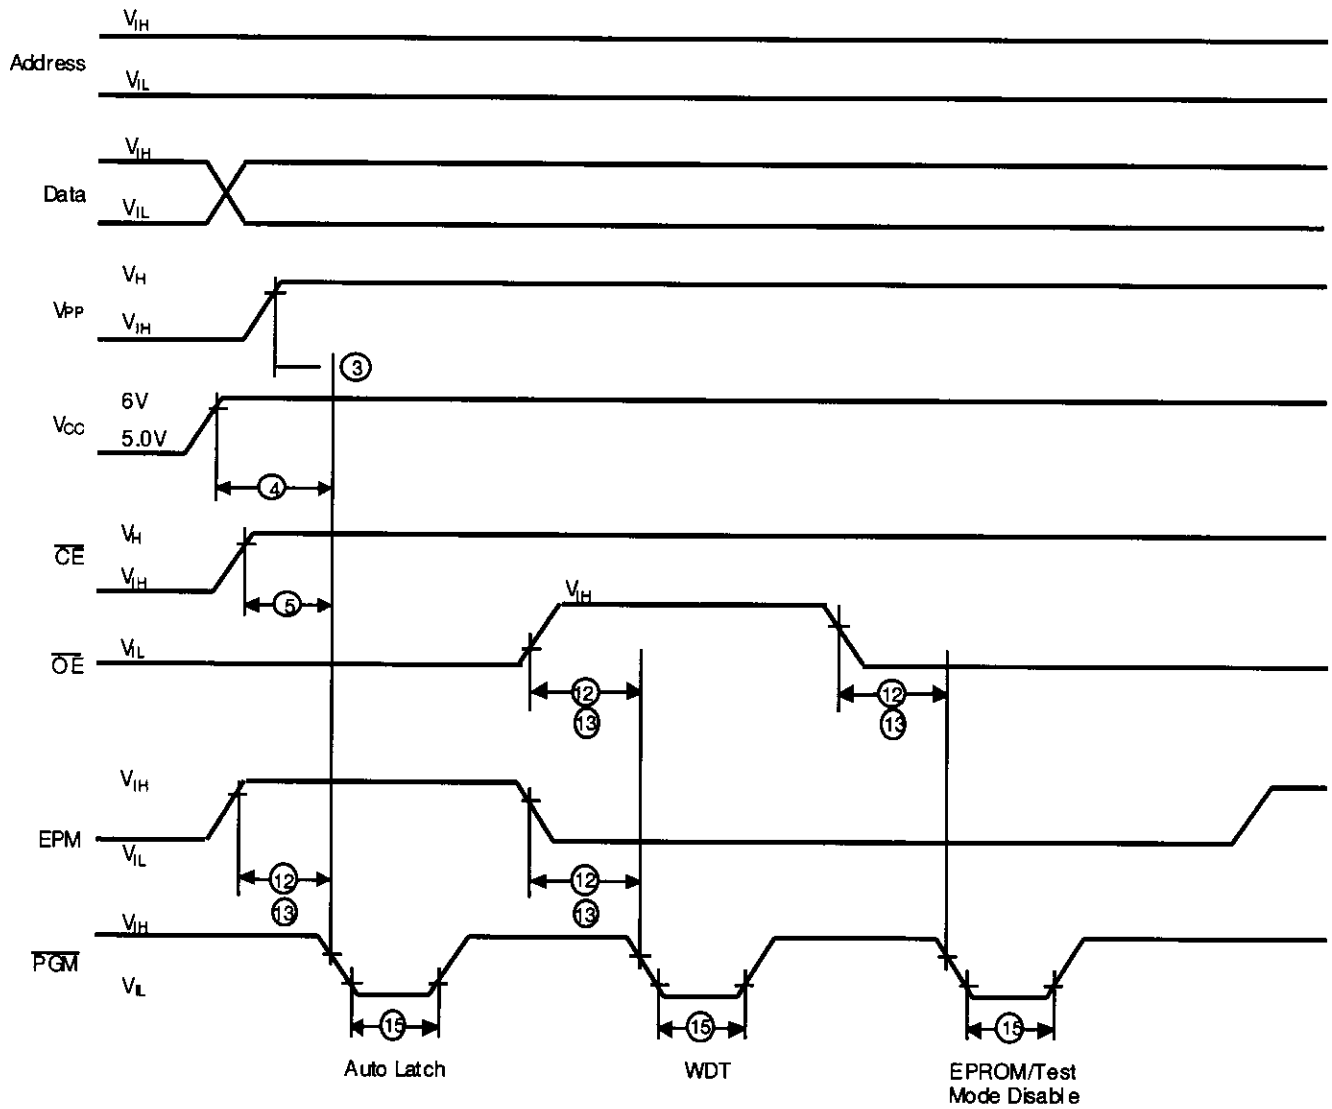 VIH
Address
VIL
VIH
Data
VIL
VH
VPP
VIH
3
6V
VCC
5.0V
4
VH
CE
VIH
5
VIH
VIL
OE
12
12
13
13
VIH
EPM
VIL
12
12
13
13
VIH
PGM
VIL
15
15
15
Auto Latch
WDT
EPROM/Test
Mode Disable